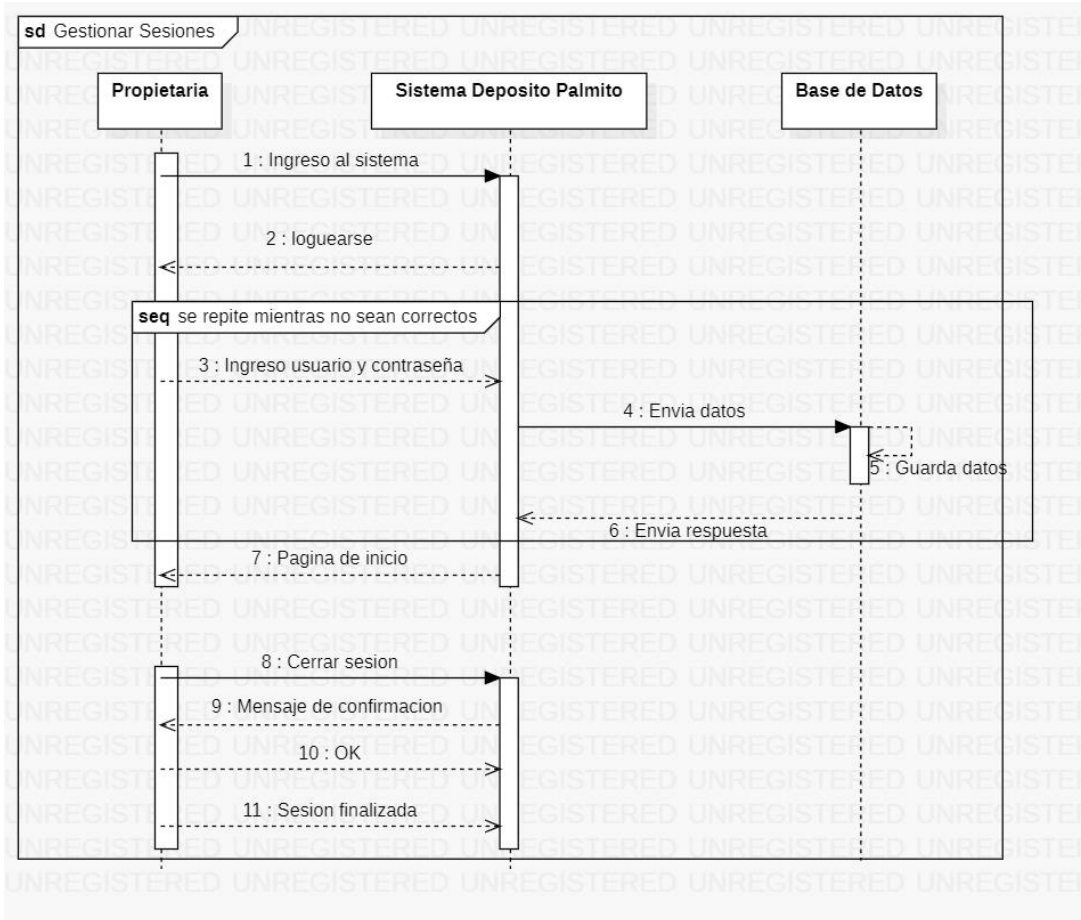 sd Gestionar Sesiones
Propietaria
Sistema Deposito Palmito
Base de Datos
1 : Ingreso al sistema
2 : loguearse
seq se repite mientras no sean correctos
3 : Ingreso usuario y contraseña
4 : Envia datos
5 : Guarda datos
6 : Envia respuesta
7 : Pagina de inicio
8 : Cerrar sesion
9 : Mensaje de confirmacion
10 : OK
11 : Sesion finalizada
UNREGISTERED